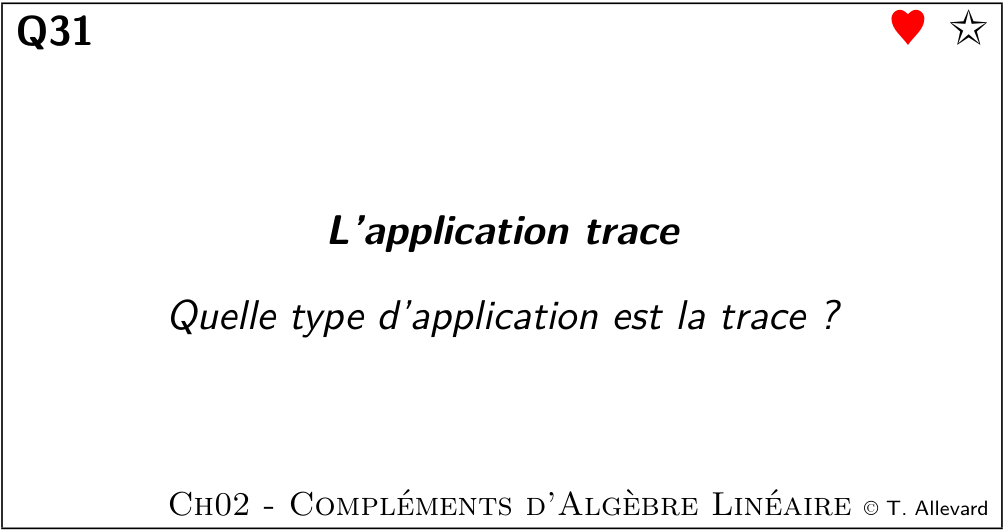 Q31
L'application trace
Quelle type d'application est la trace ?
Ch02 - Compléments d'Algèbre Linéaire © T. Allevard